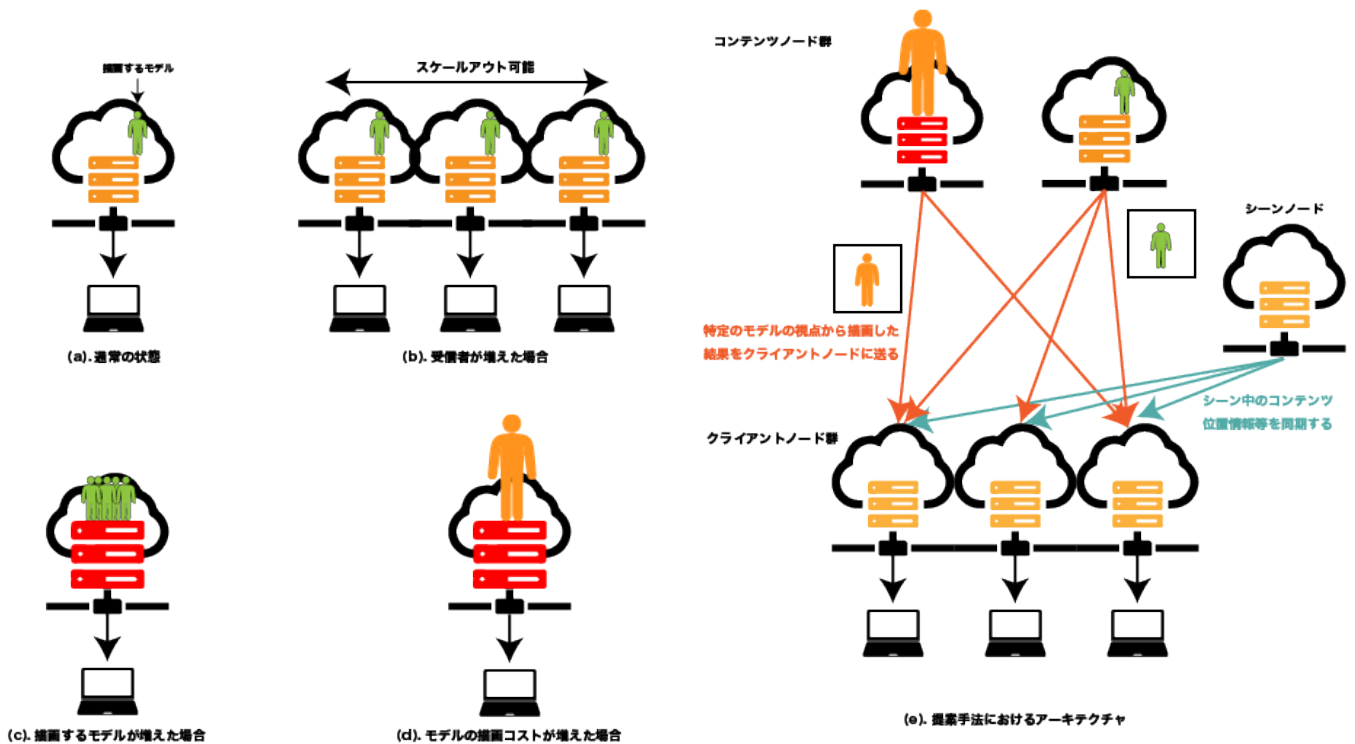 描画するモデル
(a). 通常の状態
スケールアウト可能
(b). 受信者が増えた場合
(c). 描画するモデルが増えた場合
(d). モデルの描画コストが増えた場合
コンテンツノード群
シーンノード
特定のモデルの視点から描画した
結果をクライアントノードに送る
シーン中のコンテンツ
位置情報等を同期する
クライアントノード群
(e). 提案手法におけるアーキテクチャ